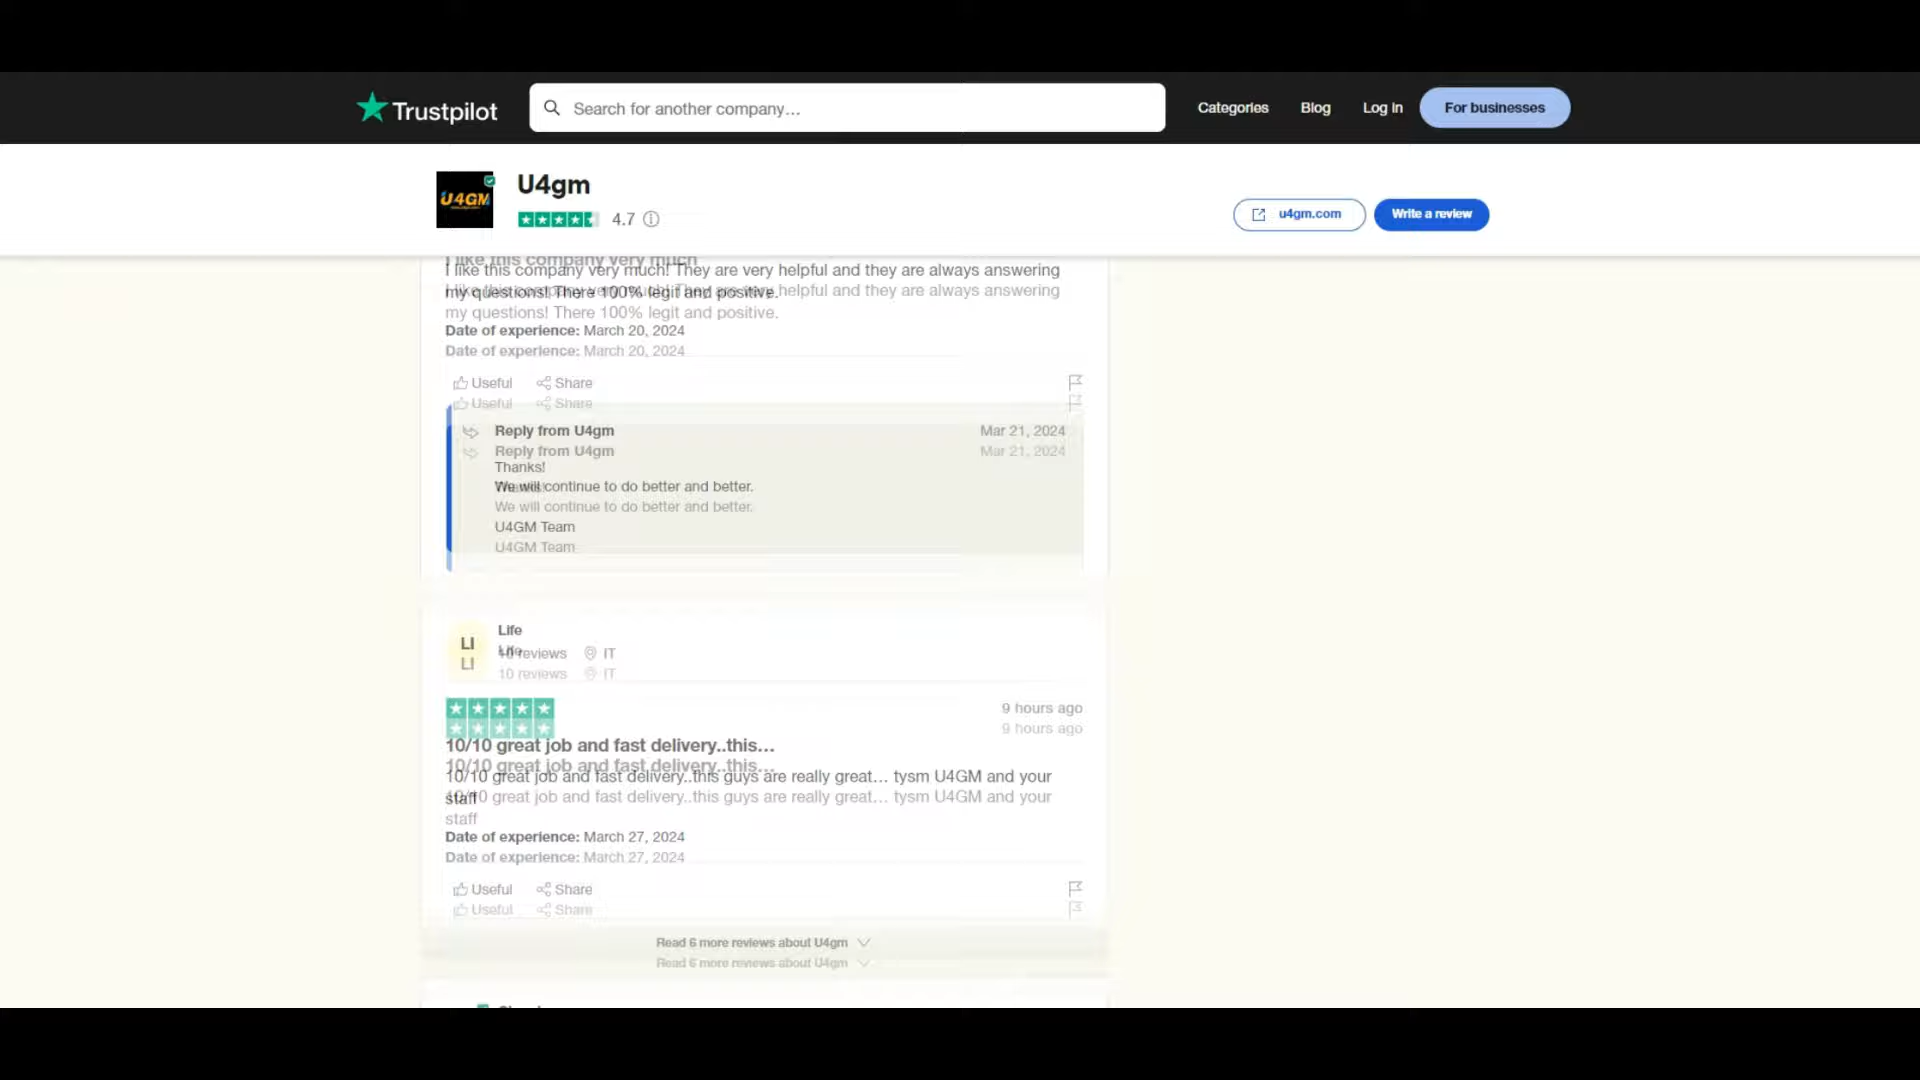 Trustpilot
Search for another company...
Categories
Blog
Log in
For businesses
U4GM
U4gm
4.7
u4gm.com
Write a review
I like this company very much
I like this company very much! They are very helpful and they are always answering
my questions! There 100% legit and positive.
Date of experience: March 20, 2024
Useful
Share
Reply from U4gm
Mar 21, 2024
Thanks!
We will continue to do better and better.
U4GM Team
LI
Life
10 reviews
IT
9 hours ago
10/10 great job and fast delivery..this...
10/10 great job and fast delivery..this guys are really great... tysm U4GM and your
staff
Date of experience: March 27, 2024
Useful
Share
Read 6 more reviews about U4gm